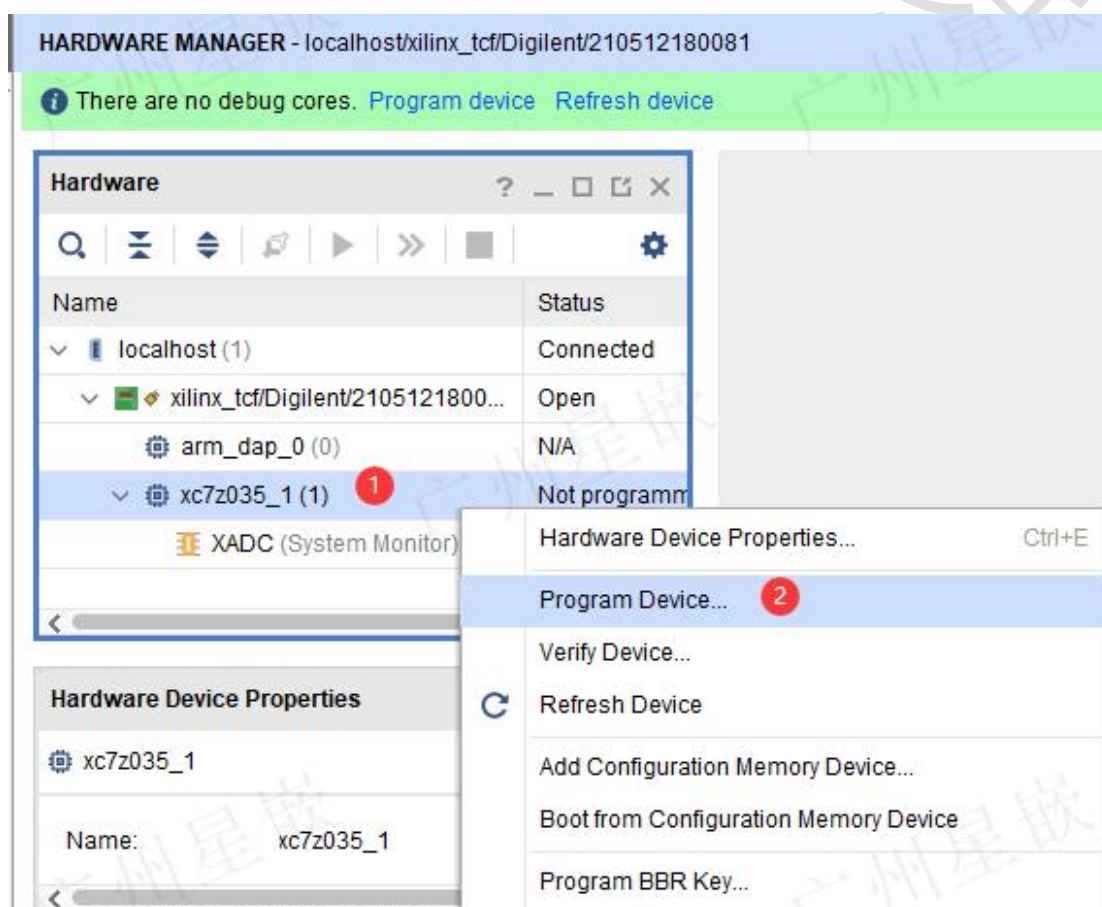 HARDWARE MANAGER - localhost/xilinx_tcf/Digilent/210512180081
There are no debug cores. Program device Refresh device
Hardware
Name Status
localhost (1) Connected
xilinx_tcf/Digilent/2105121800... Open
arm_dap_0 (0) N/A
xc7z035_1 (1) 1 Not programm
XADC (System Monitor)
Hardware Device Properties... Ctrl+E
Program Device... 2
Verify Device...
Refresh Device
Add Configuration Memory Device...
Boot from Configuration Memory Device
Program BBR Key...
Hardware Device Properties
xc7z035_1
Name: xc7z035_1
广州星嵌
广州星嵌
广州星嵌
广州星嵌
广州星嵌